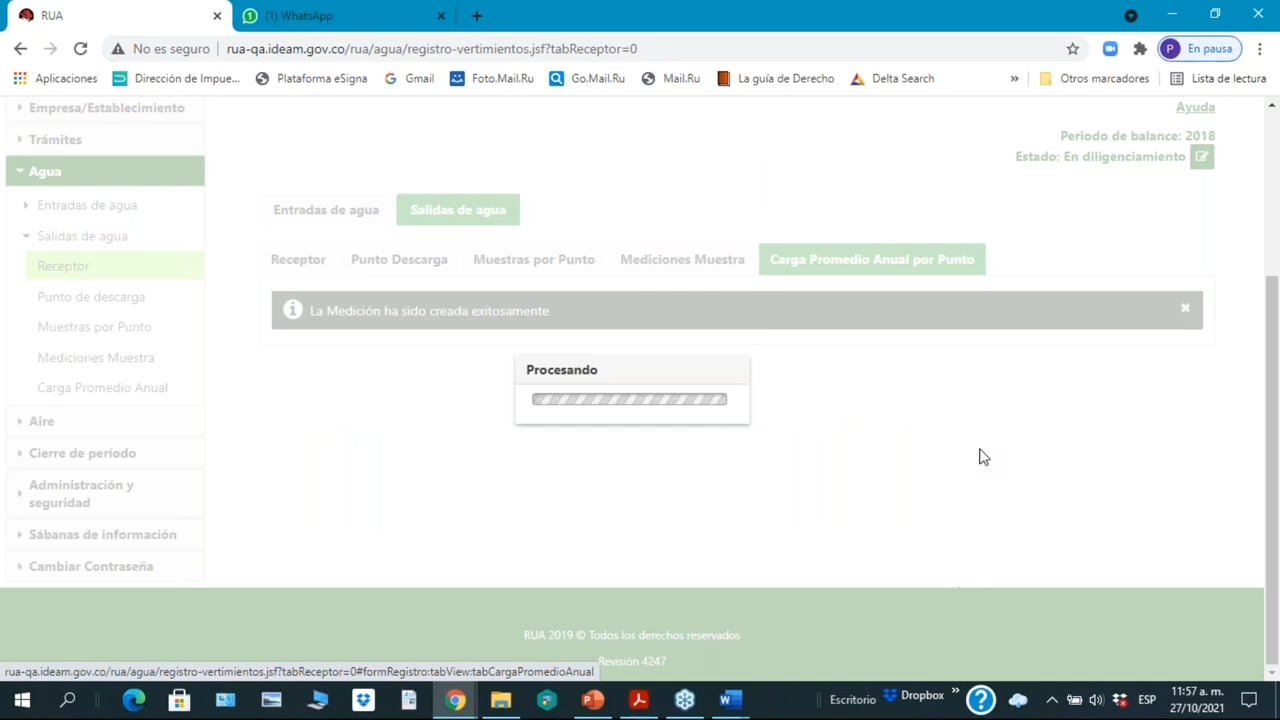 RUA
(1) WhatsApp
No es seguro
rua-qa.ideam.gov.co/rua/agua/registro-vertimientos.jsf?tabReceptor=0
P
En pausa
Aplicaciones
Dirección de Impue...
Plataforma eSigna
Gmail
Foto.Mail.Ru
Go.Mail.Ru
Mail.Ru
La guía de Derecho
Delta Search
»
Otros marcadores
Lista de lectura
Empresa/Establecimiento
Ayuda
Trámites
Periodo de balance: 2018
Estado: En diligenciamiento
Agua
Entradas de agua
Salidas de agua
Receptor
Punto de descarga
Muestras por Punto
Mediciones Muestra
Carga Promedio Anual
Aire
Cierre de período
Administración y
seguridad
Sábanas de información
Cambiar Contraseña
Entradas de agua
Salidas de agua
Receptor
Punto Descarga
Muestras por Punto
Mediciones Muestra
Carga Promedio Anual por Punto
La Medición ha sido creada exitosamente
Procesando
RUA 2019 © Todos los derechos reservados
Revisión 4247
rua-qa.ideam.gov.co/rua/agua/registro-vertimientos.jsf?tabReceptor=0#formRegistro:tabView:tabCargaPromedioAnual
Escritorio
Dropbox
»
ESP
11:57 a. m.
27/10/2021